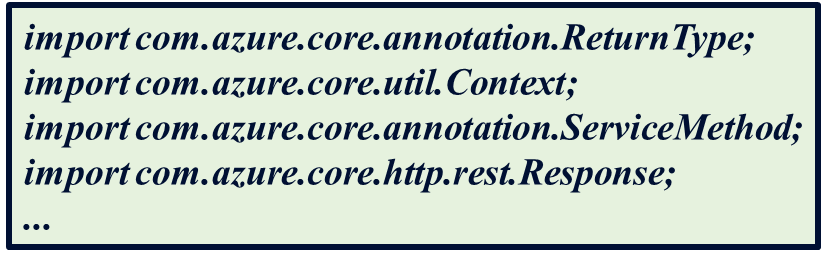 import com.azure.core.annotation.ReturnType;
import com.azure.core.util.Context;
import com.azure.core.annotation.ServiceMethod;
import com.azure.core.http.rest.Response;
...